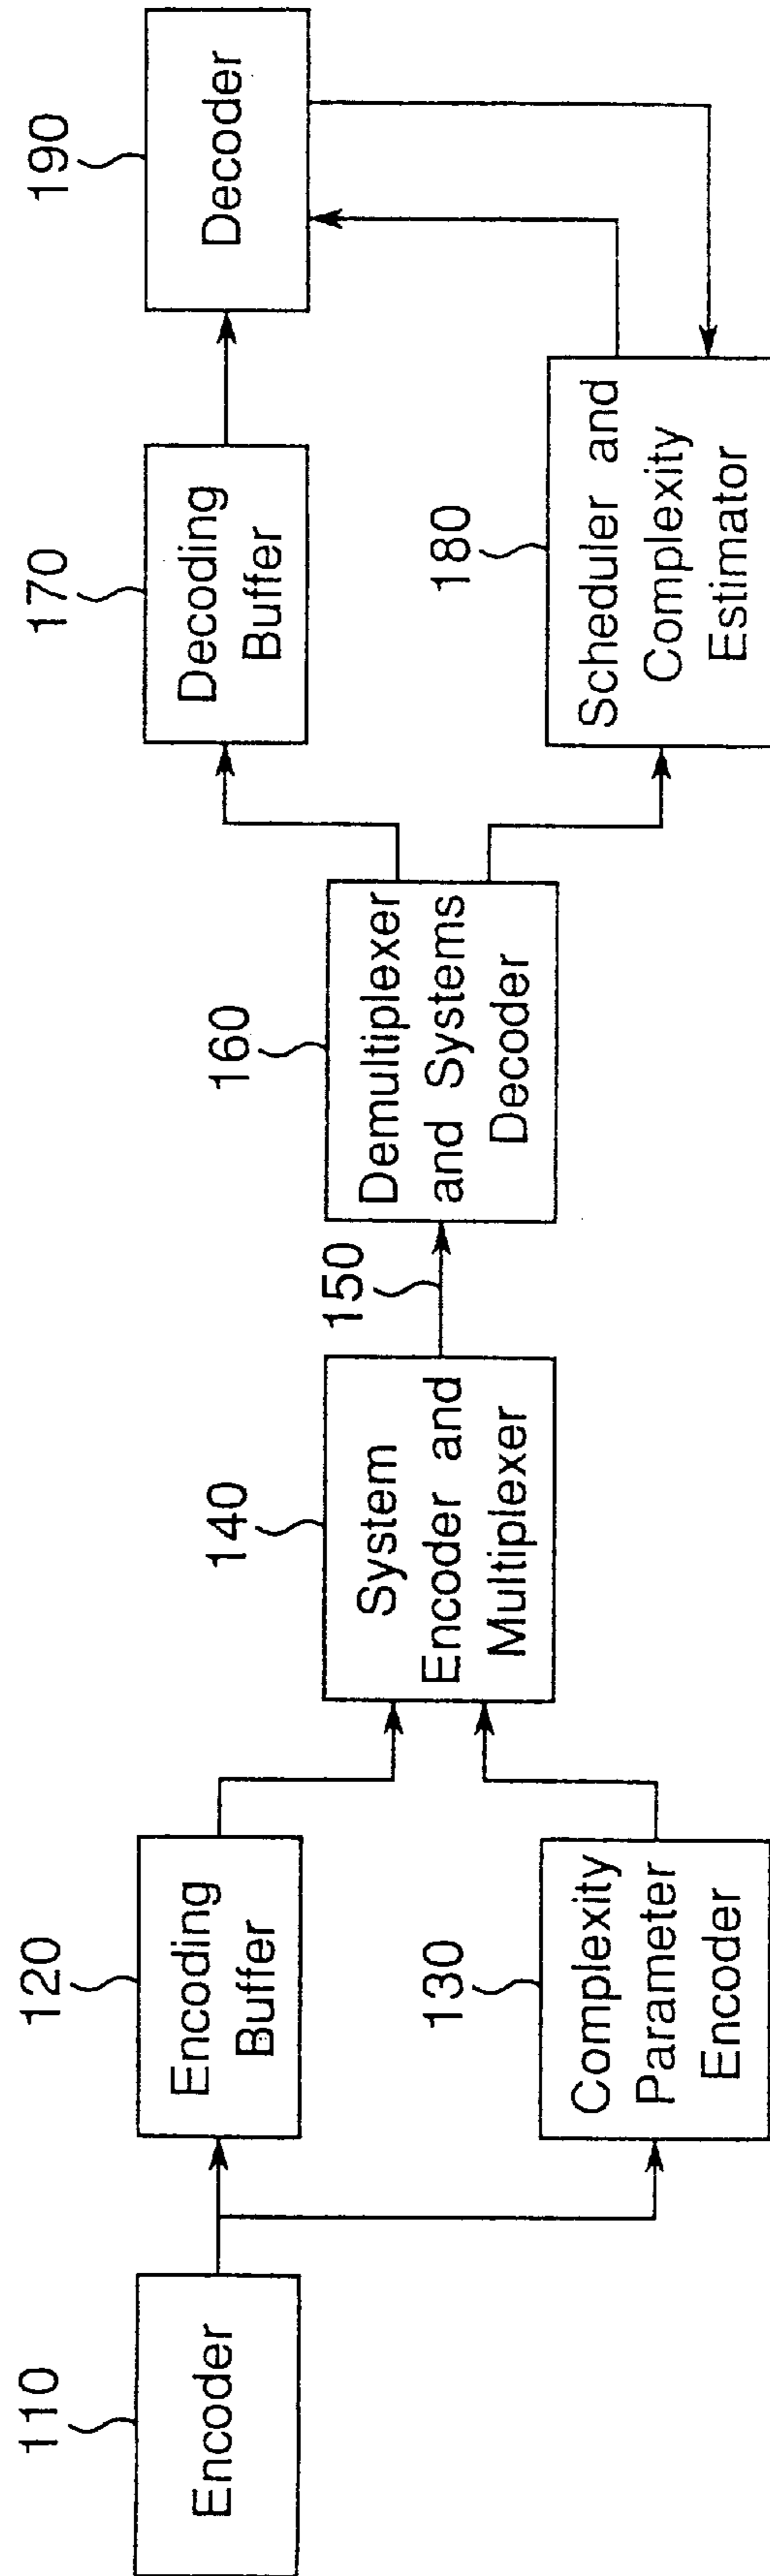 110
Encoder
120
Encoding
Buffer
130
Complexity
Parameter
Encoder
140
System
Encoder and
Multiplexer
150
160
Demultiplexer
and Systems
Decoder
170
Decoding
Buffer
180
Scheduler and
Complexity
Estimator
190
Decoder